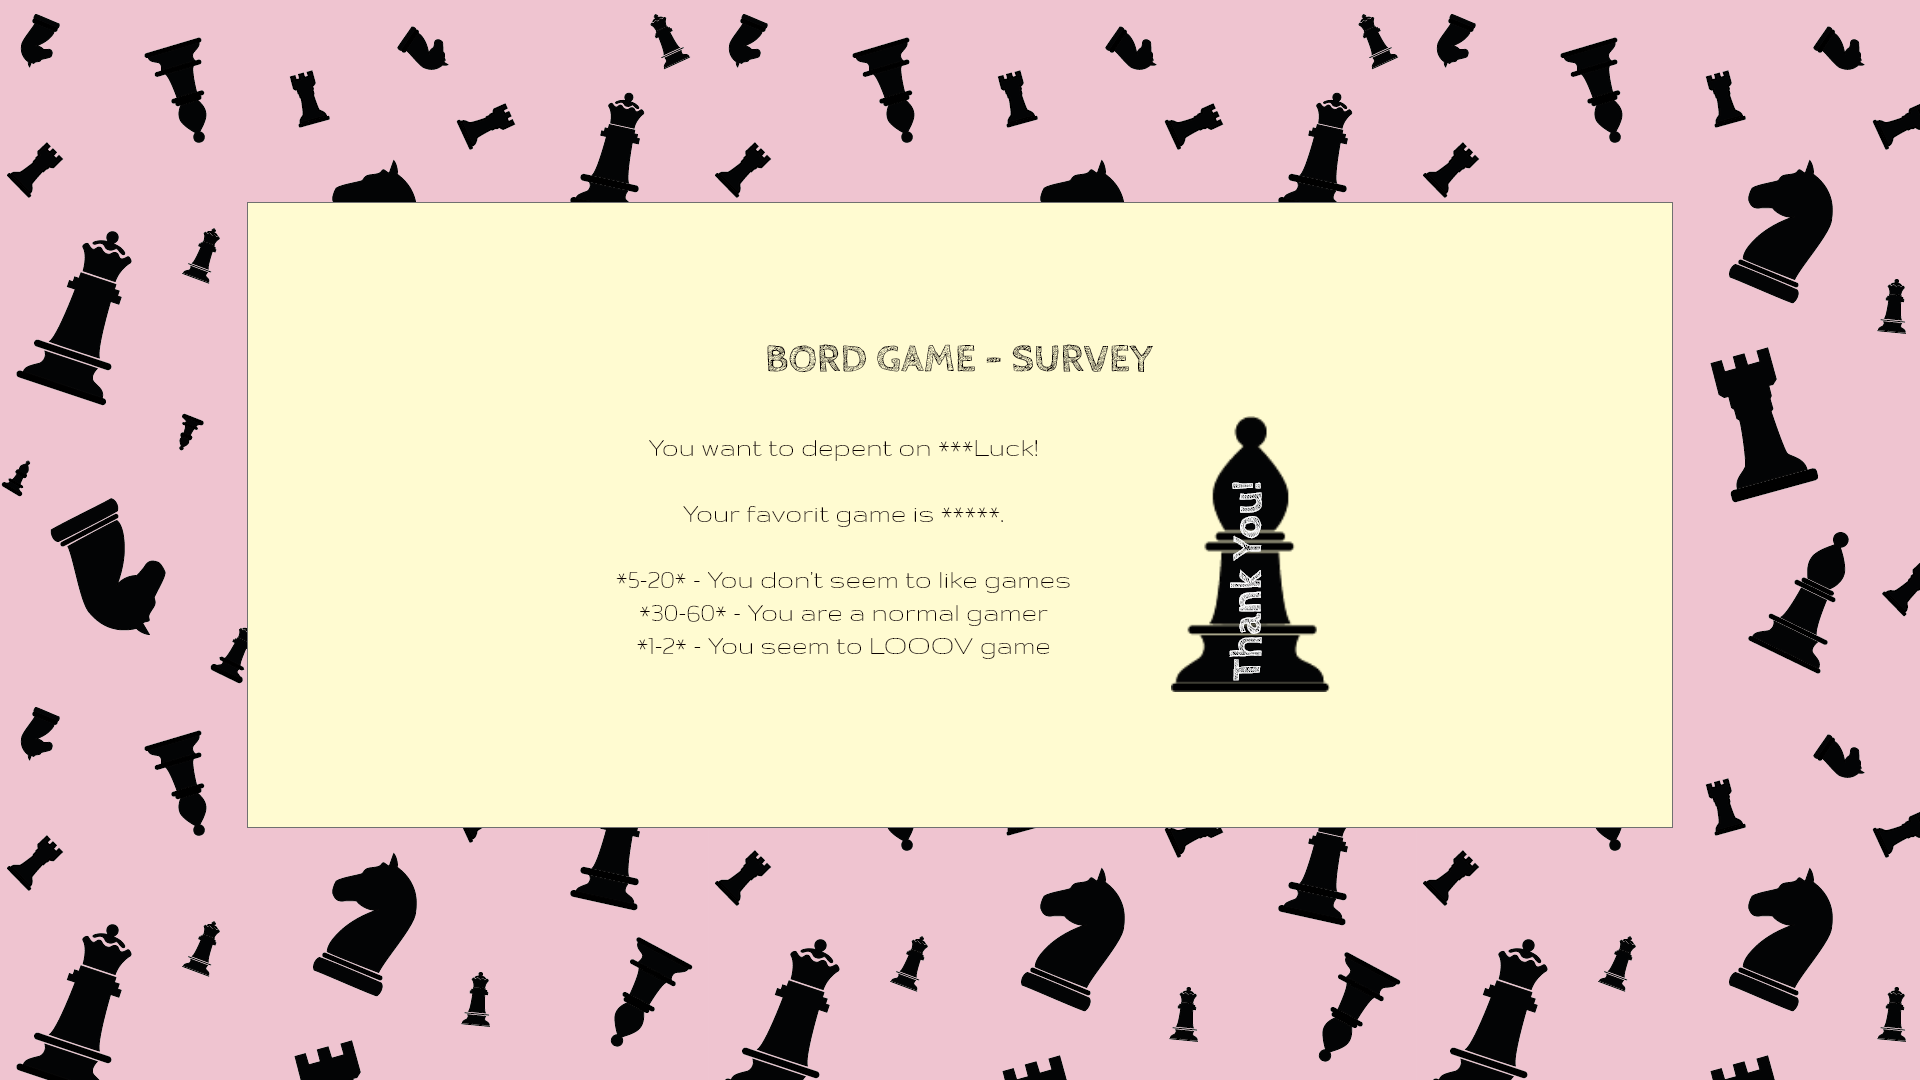 BORD GAME - SURVEY
You want to depent on ***Luck!
Your favorit game is *****.
*5-20* - You don't seem to like games
*30-60* - You are a normal gamer
*1-2* - You seem to LOOOV game
Thank You!